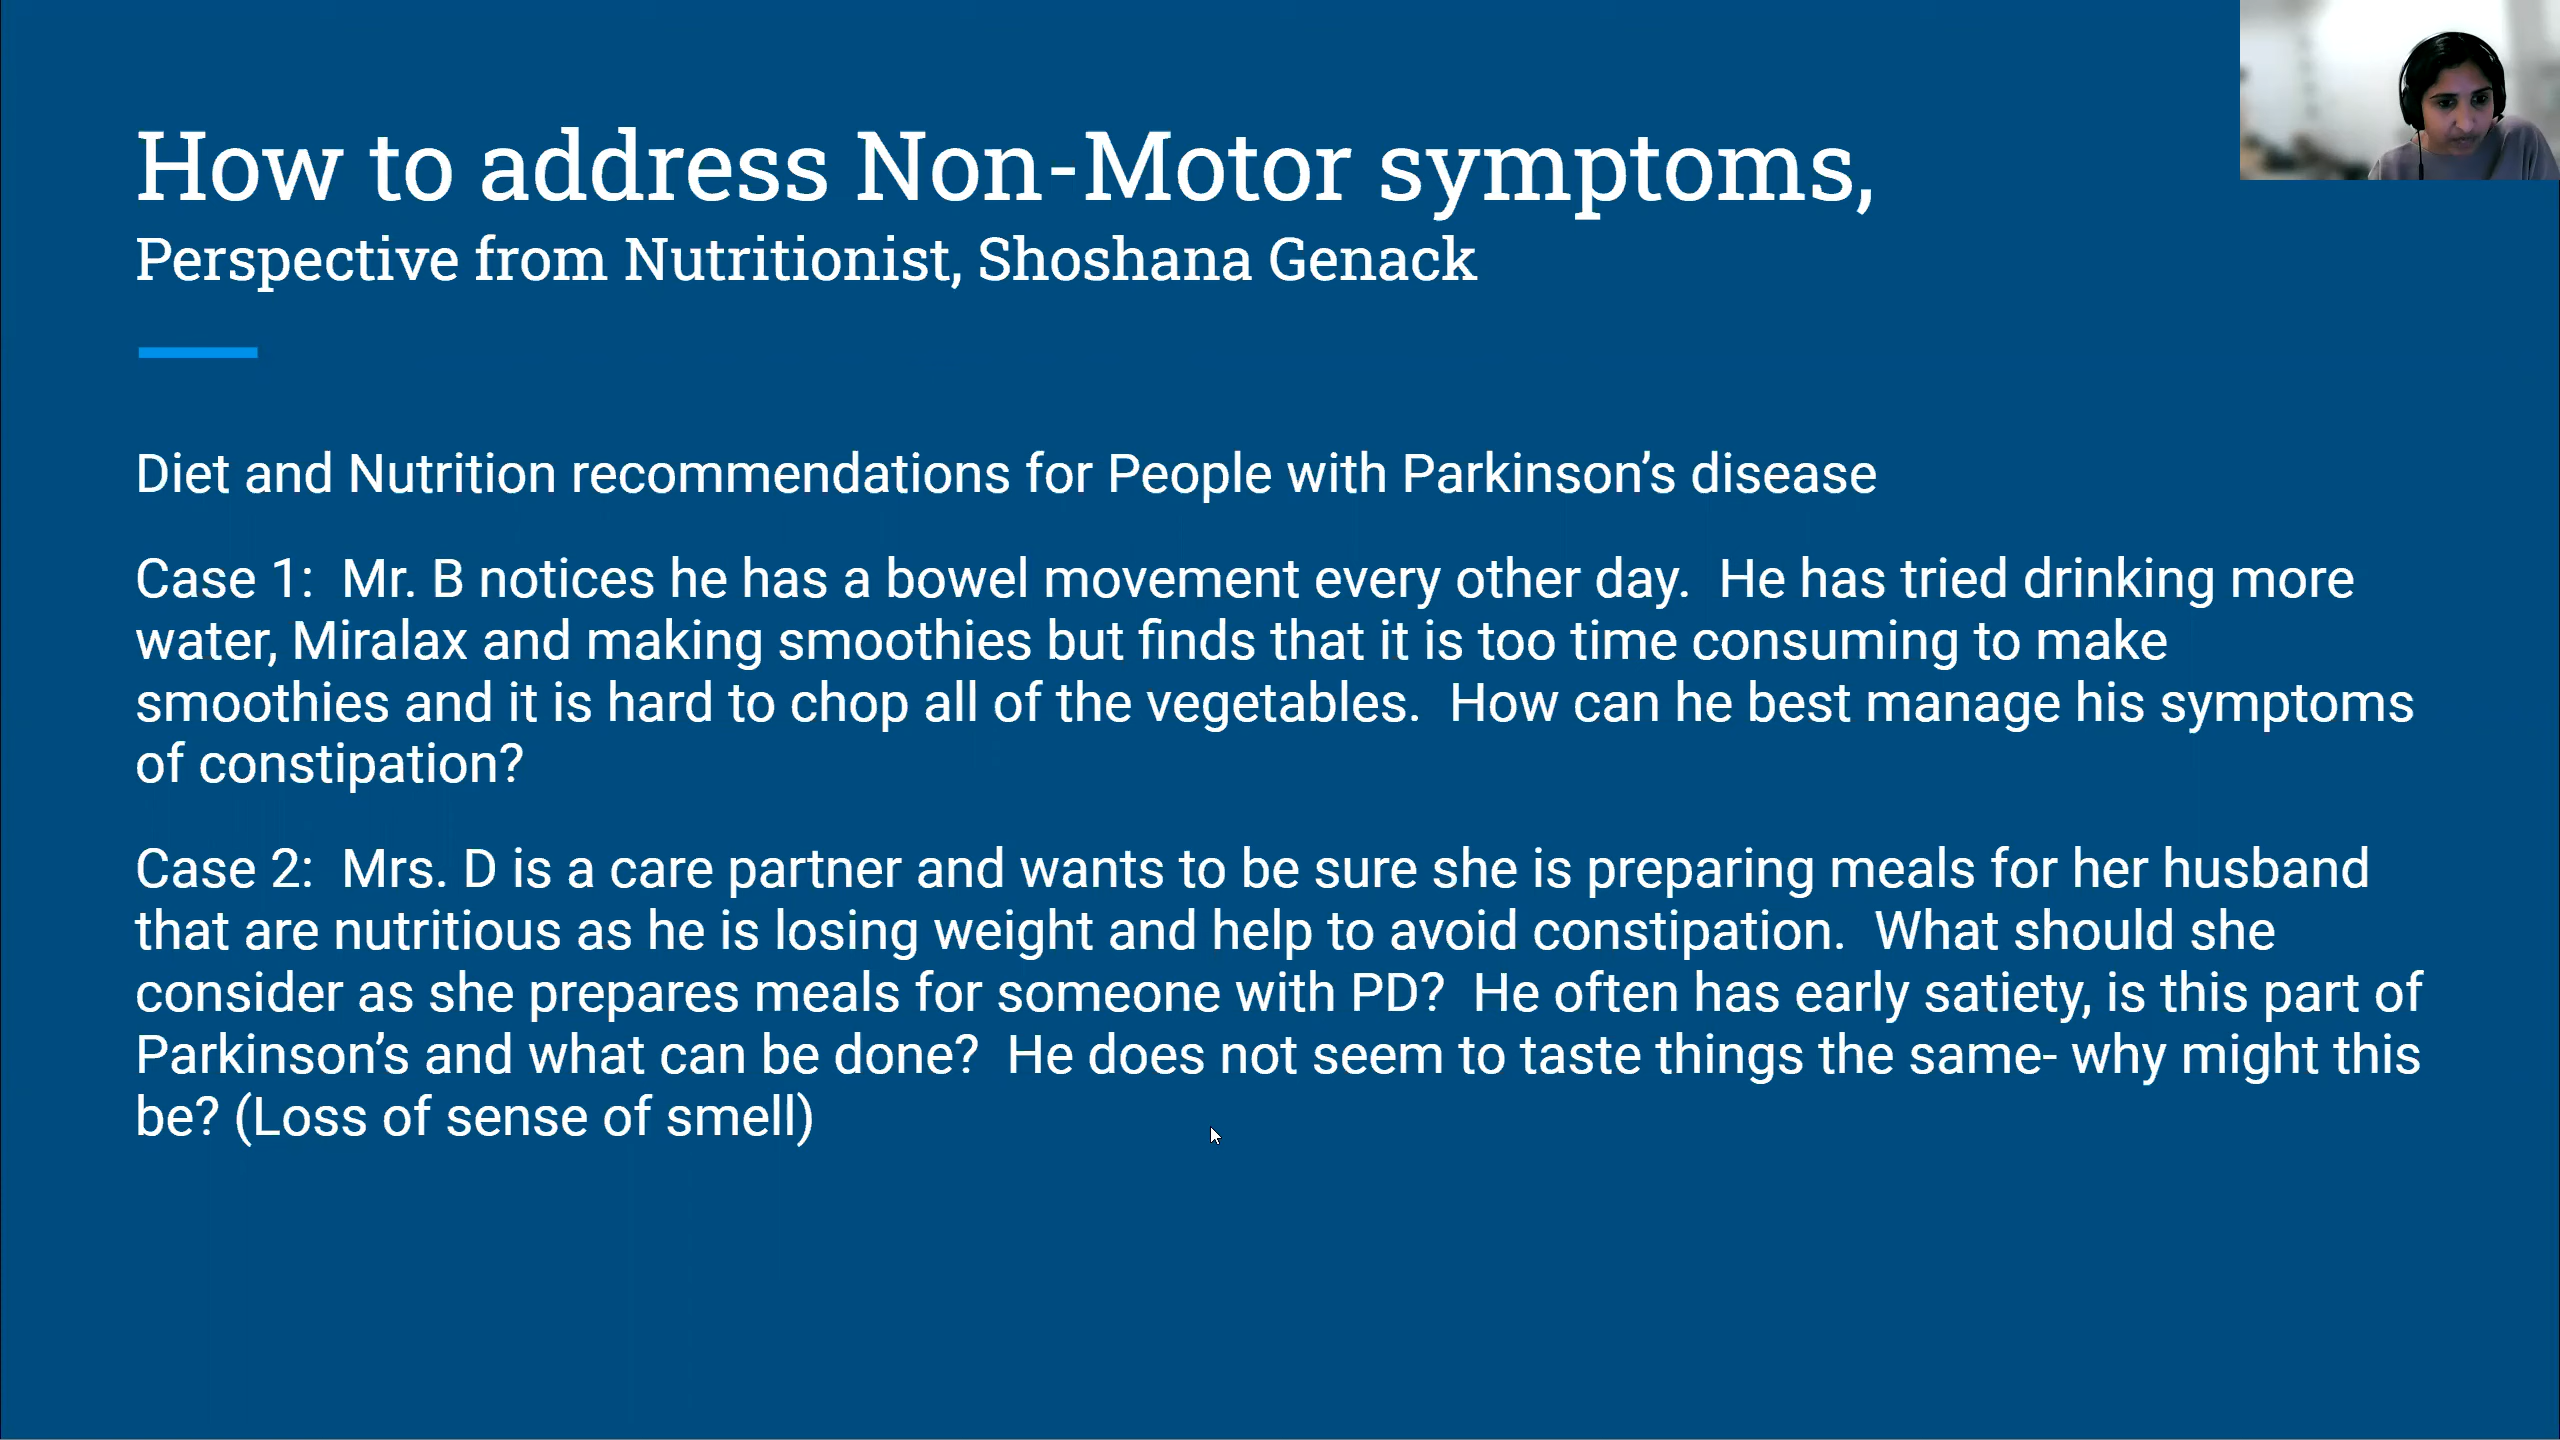 How to address Non-Motor symptoms,
Perspective from Nutritionist, Shoshana Genack
Diet and Nutrition recommendations for People with Parkinson’s disease
Case 1:  Mr. B notices he has a bowel movement every other day.  He has tried drinking more
water, Miralax and making smoothies but finds that it is too time consuming to make
smoothies and it is hard to chop all of the vegetables.  How can he best manage his symptoms
of constipation?
Case 2:  Mrs. D is a care partner and wants to be sure she is preparing meals for her husband
that are nutritious as he is losing weight and help to avoid constipation.  What should she
consider as she prepares meals for someone with PD?  He often has early satiety, is this part of
Parkinson’s and what can be done?  He does not seem to taste things the same- why might this
be? (Loss of sense of smell)